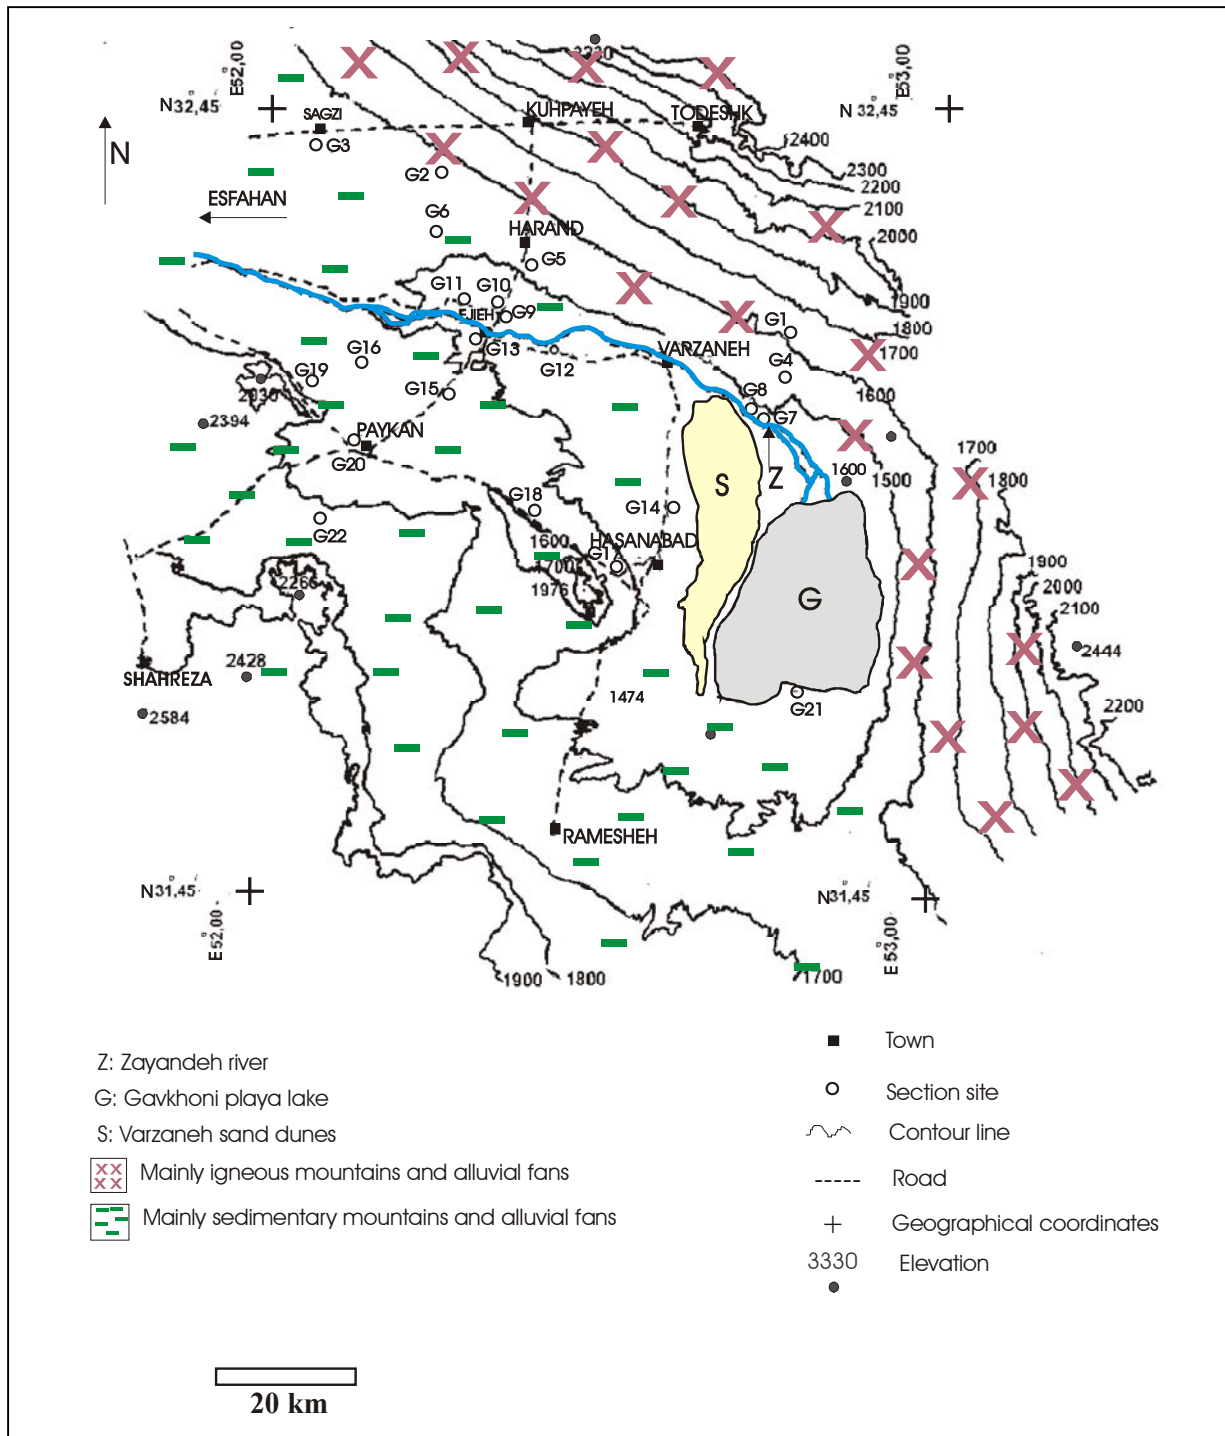 E52,00
E53,00
3330
N 32,45
N 32,45
SAGZI
KUHPAYEH
TODESHK
G3
2400
N
G2
2300
2200
ESFAHAN
2100
G6
HARAND
2000
G5
G11
G10
1900
EJIEH
G9
G1
1800
G13
VARZANEH
1700
G16
G12
G4
G19
2030
G15
G8
1600
G7
2394
PAYKAN
G20
1700
S
Z
1600
1500
1800
G18
G14
G22
1600
HASANABAD
G17
1700
1900
2266
1976
2000
G
2100
2428
2444
SHAHREZA
1474
G21
2200
2584
RAMESHEH
N31,45
N31,45
E52,00
E53,00
1900
1800
1700
Z: Zayandeh river
G: Gavkhoni playa lake
S: Varzaneh sand dunes
Mainly igneous mountains and alluvial fans
Mainly sedimentary mountains and alluvial fans
Town
Section site
Contour line
Road
Geographical coordinates
3330
Elevation
20 km